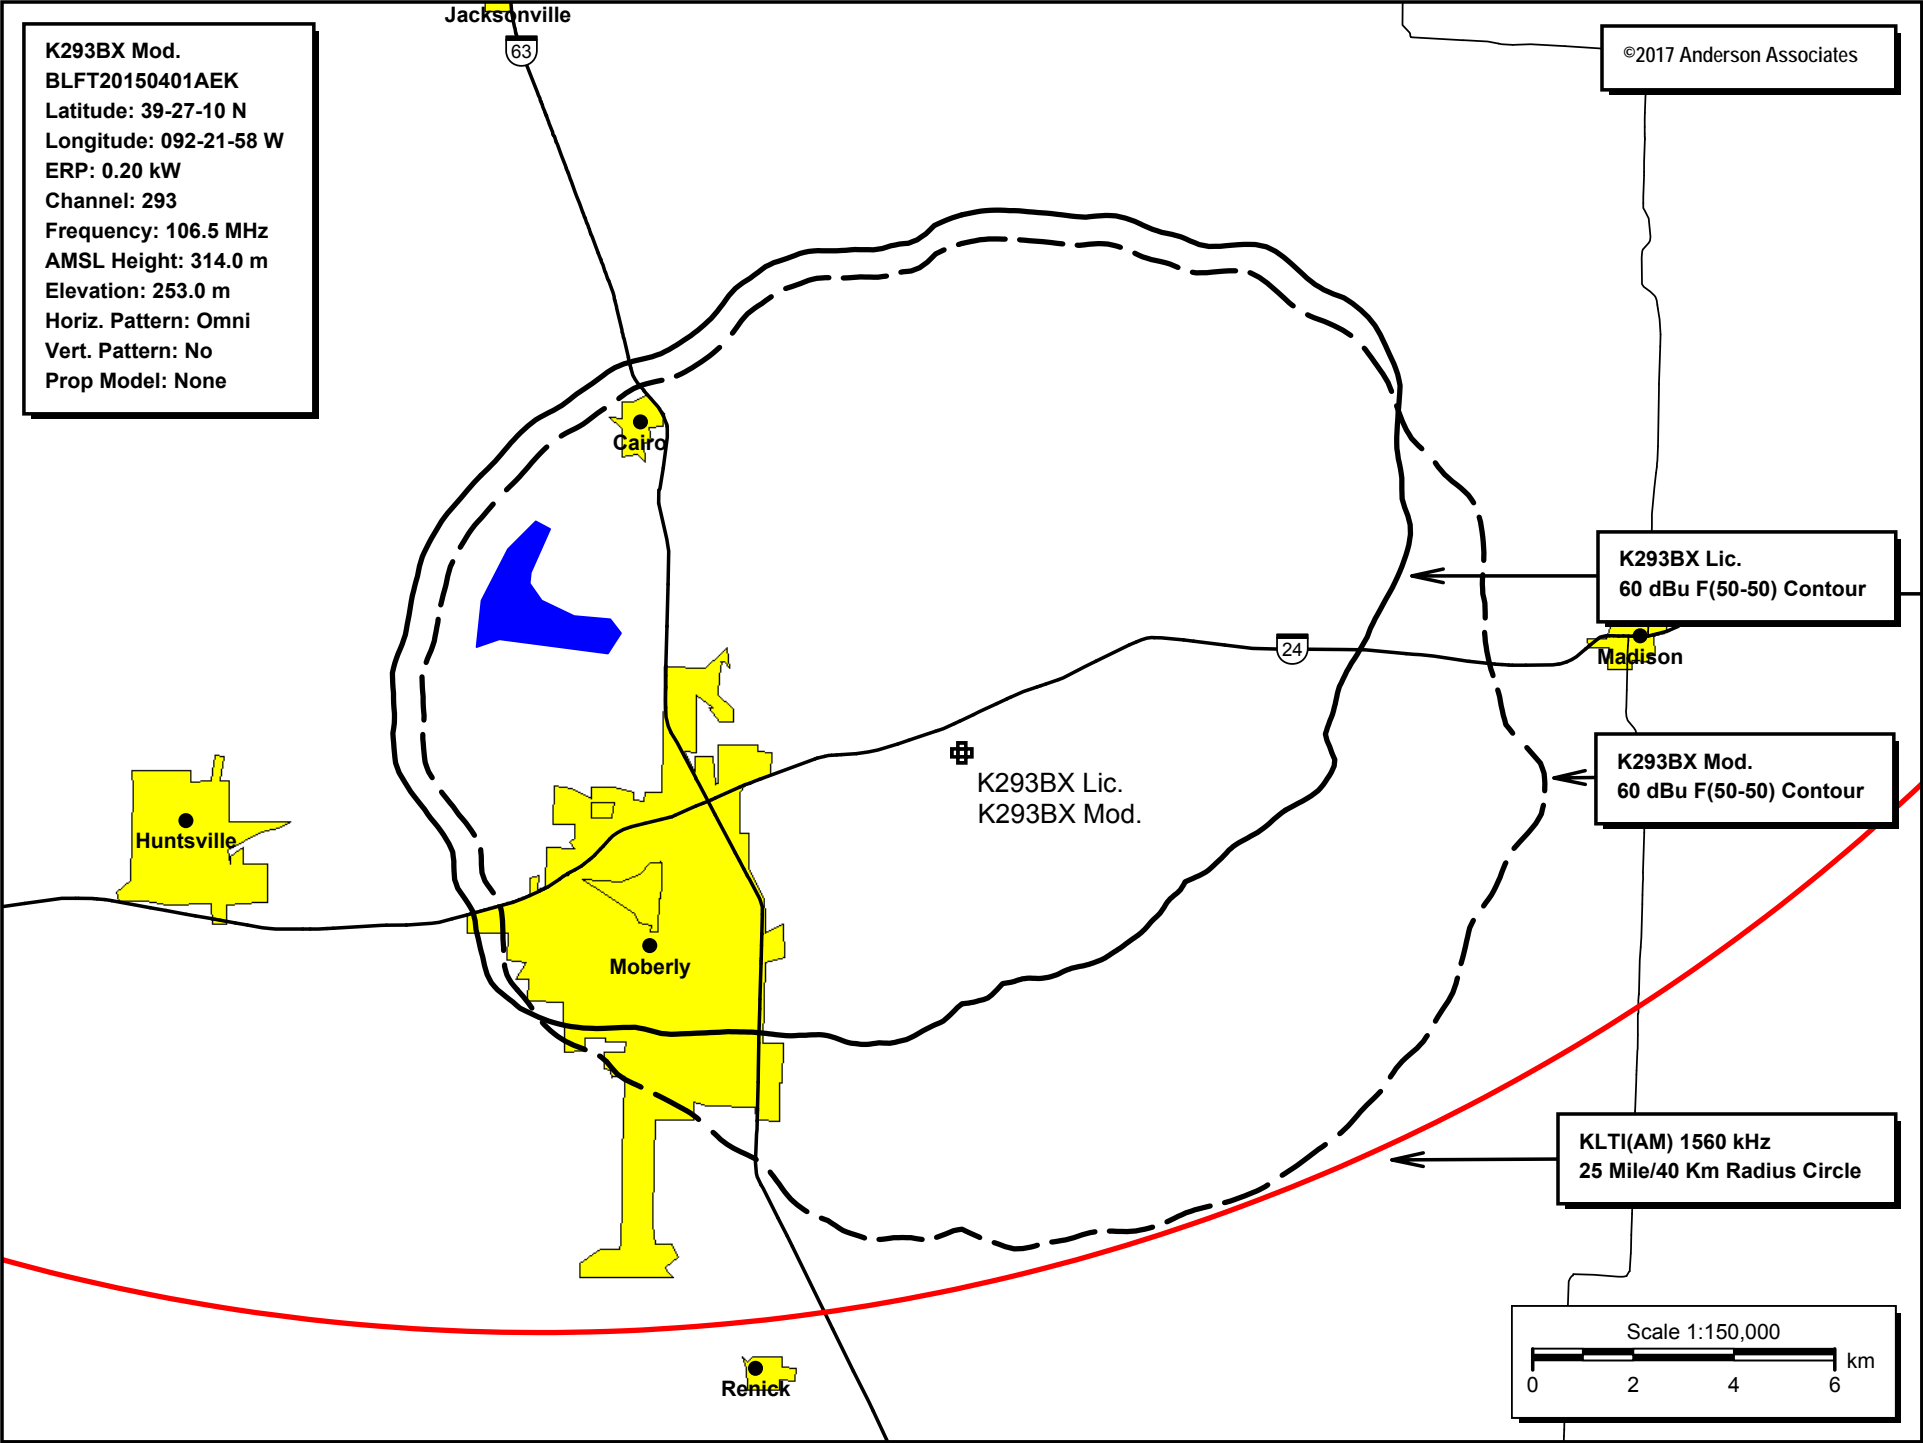 Jacksonville
63
K293BX Mod.
BLFT20150401AEK
Latitude: 39-27-10 N
Longitude: 092-21-58 W
ERP: 0.20 kW
Channel: 293
Frequency: 106.5 MHz
AMSL Height: 314.0 m
Elevation: 253.0 m
Horiz. Pattern: Omni
Vert. Pattern: No
Prop Model: None
©2017 Anderson Associates
Cairo
K293BX Lic.
60 dBu F(50-50) Contour
24
Madison
K293BX Lic.
K293BX Mod.
K293BX Mod.
60 dBu F(50-50) Contour
Huntsville
Moberly
KLTI(AM) 1560 kHz
25 Mile/40 Km Radius Circle
Renick
Scale 1:150,000
km
0 2 4 6